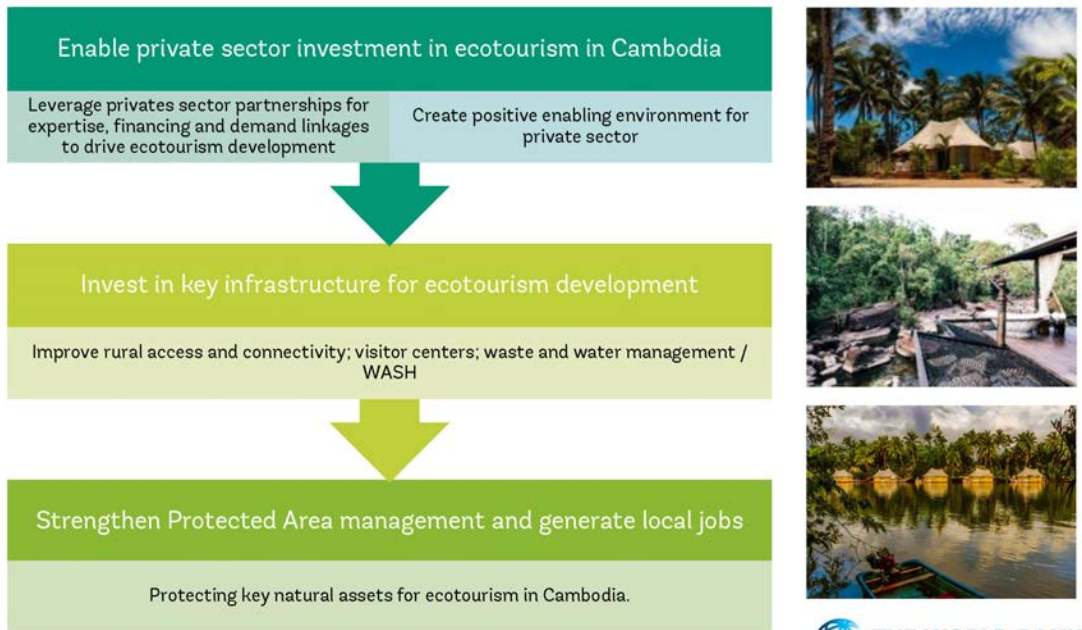 Enable private sector investment in ecotourism in Cambodia
Leverage privates sector partnerships for
expertise, financing and demand linkages
to drive ecotourism development
Create positive enabling environment for
private sector
Invest in key infrastructure for ecotourism development
Improve rural access and connectivity; visitor centers; waste and water management /
WASH
Strengthen Protected Area management and generate local jobs
Protecting key natural assets for ecotourism in Cambodia.
THE WORLD BANK